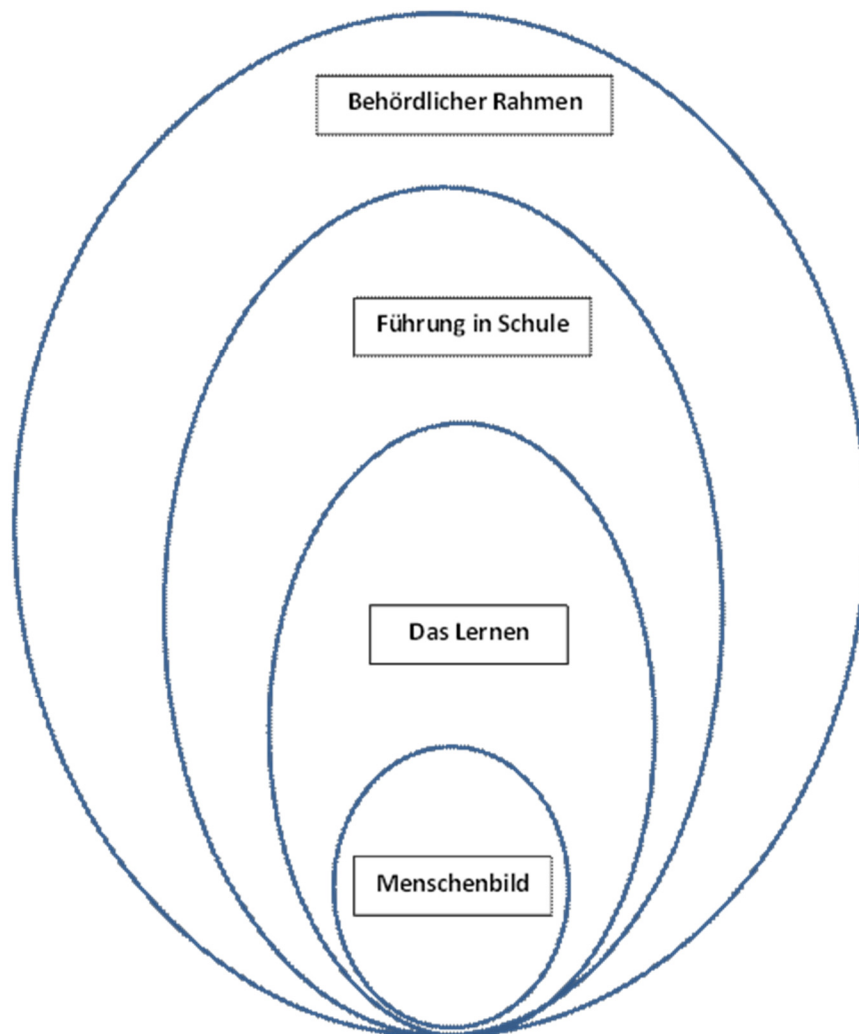 Behördlicher Rahmen
Führung in Schule
Das Lernen
Menschenbild